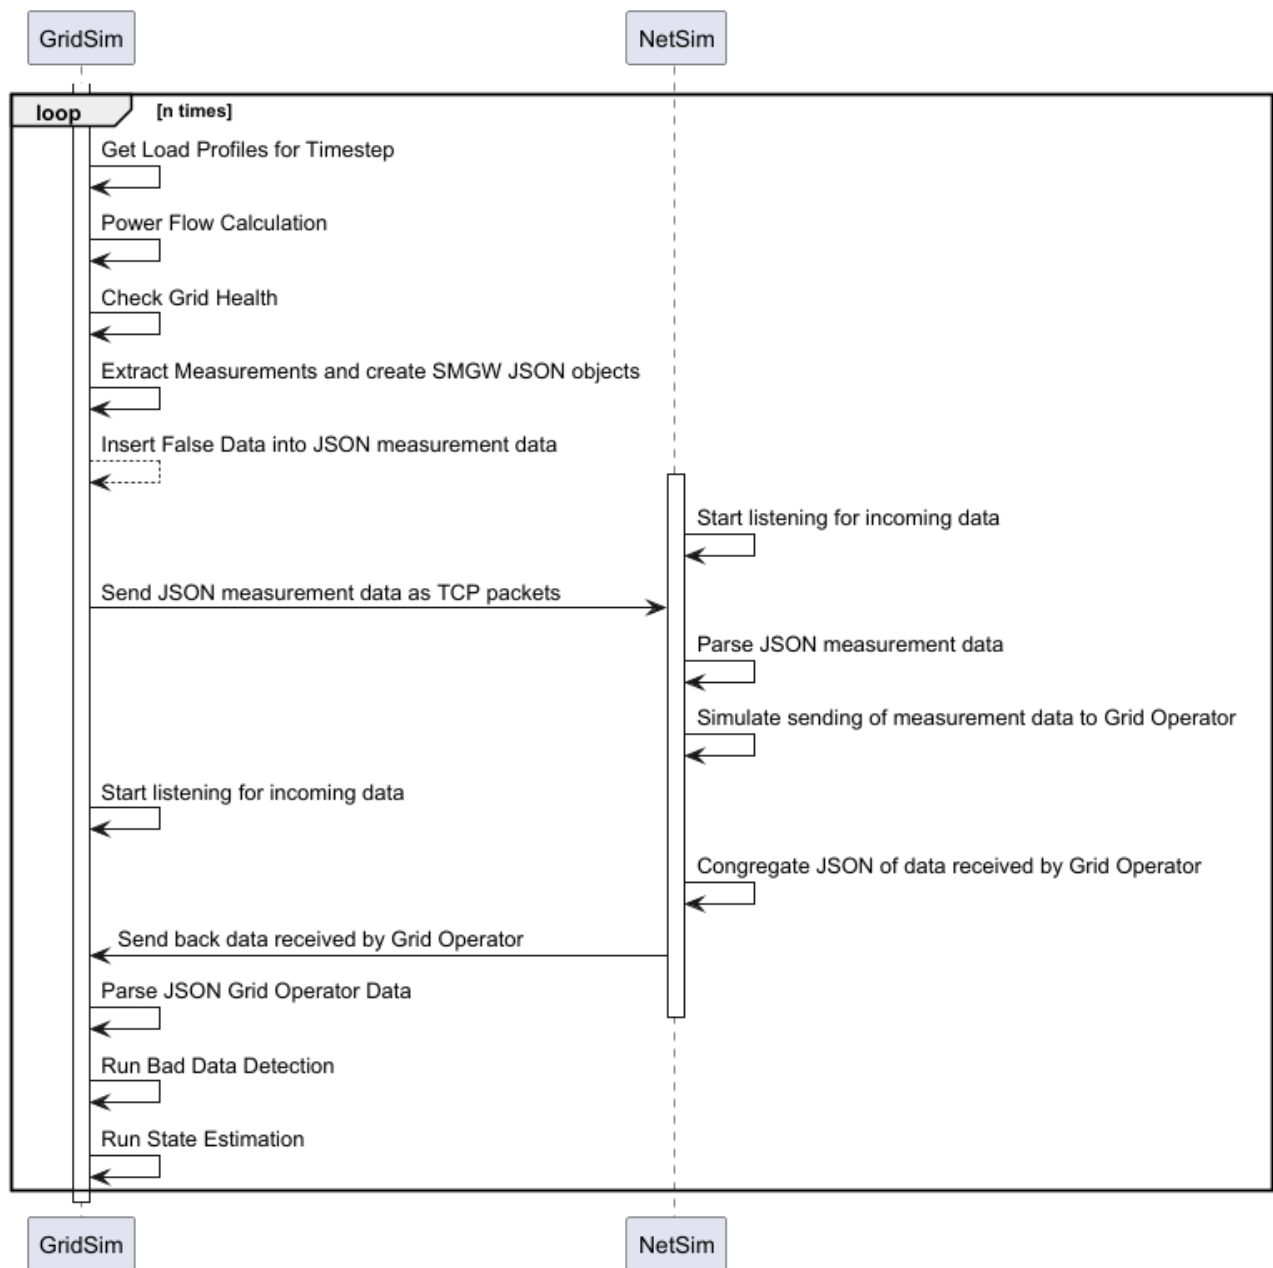 GridSim
NetSim
loop
[n times]
Get Load Profiles for Timestep
Power Flow Calculation
Check Grid Health
Extract Measurements and create SMGW JSON objects
Insert False Data into JSON measurement data
Start listening for incoming data
Send JSON measurement data as TCP packets
Parse JSON measurement data
Simulate sending of measurement data to Grid Operator
Start listening for incoming data
Congregate JSON of data received by Grid Operator
Send back data received by Grid Operator
Parse JSON Grid Operator Data
Run Bad Data Detection
Run State Estimation
GridSim
NetSim